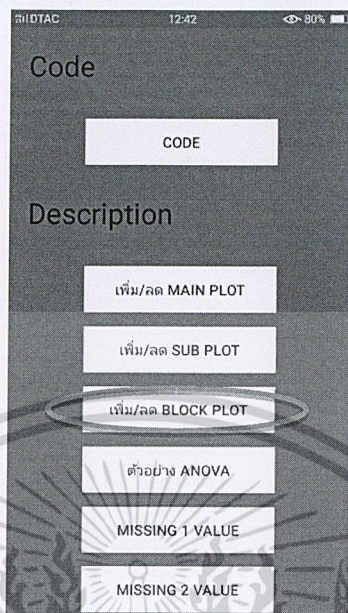 DTAC 12:42 80%
Code
CODE
Description
เพิ่ม/ลด MAIN PLOT
เพิ่ม/ลด SUB PLOT
เพิ่ม/ลด BLOCK PLOT
ตัวอย่าง ANOVA
MISSING 1 VALUE
MISSING 2 VALUE